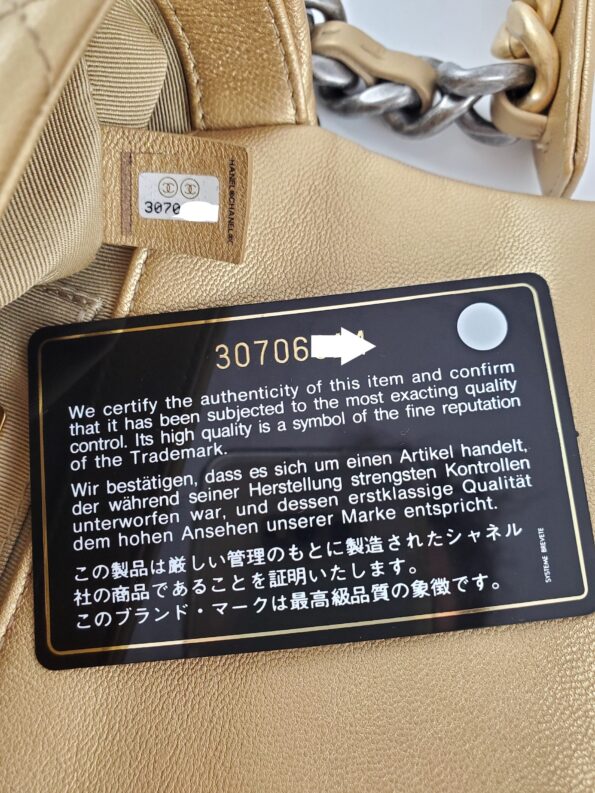 HANEL®CHANEL®
3070
30706
We certify the authenticity of this item and confirm
that it has been subjected to the most exacting quality
control. Its high quality is a symbol of the fine reputation
of the Trademark.
Wir bestätigen, dass es sich um einen Artikel handelt,
der während seiner Herstellung strengsten Kontrollen
unterworfen war, und dessen erstklassige Qualität
dem hohen Ansehen unserer Marke entspricht.
この製品は厳しい管理のもとに製造されたシャネル
社の商品であることを証明いたします。
このブランド・マークは最高級品質の象徴です。
SYSTEME BREVETE